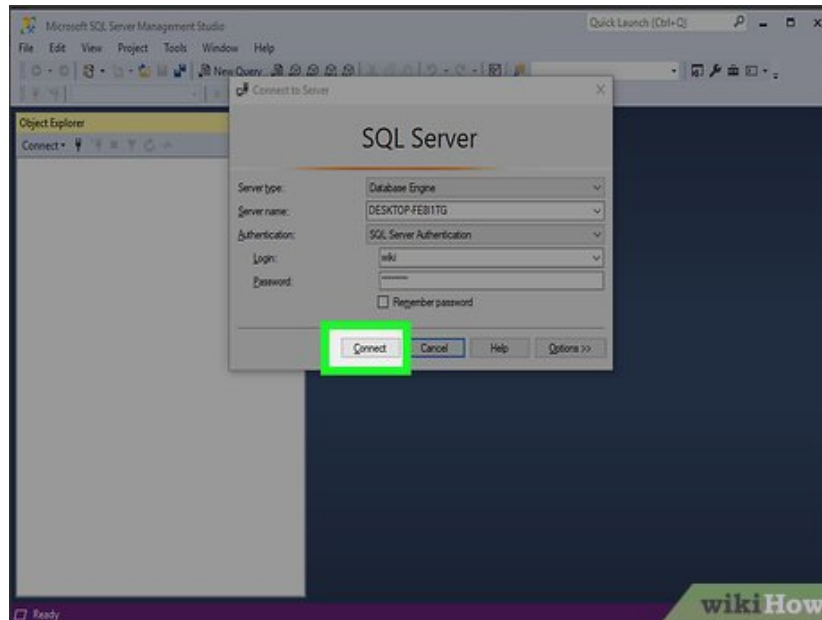 Microsoft SQL Server Management Studio
Quick Launch (Ctrl+Q)
File Edit View Project Tools Window Help
New Query
Connect to Server
Object Explorer
Connect
SQL Server
Server type: Database Engine
Server name: DESKTOP-FE8I1TG
Authentication: SQL Server Authentication
Login: wiki
Password:
Remember password
Connect Cancel Help Options >>
Ready
wikiHow